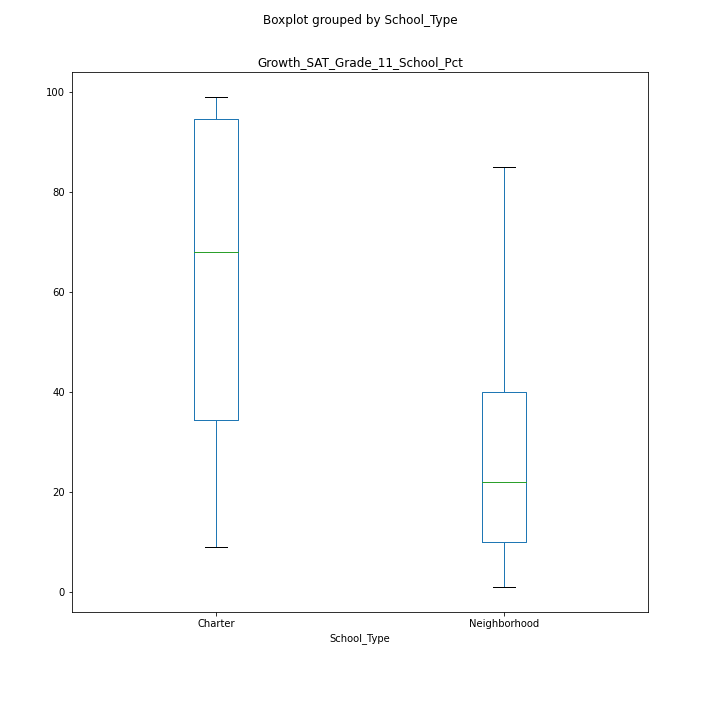 Boxplot grouped by School_Type
Growth_SAT_Grade_11_School_Pct
100
80
60
40
20
0
Charter Neighborhood
School_Type